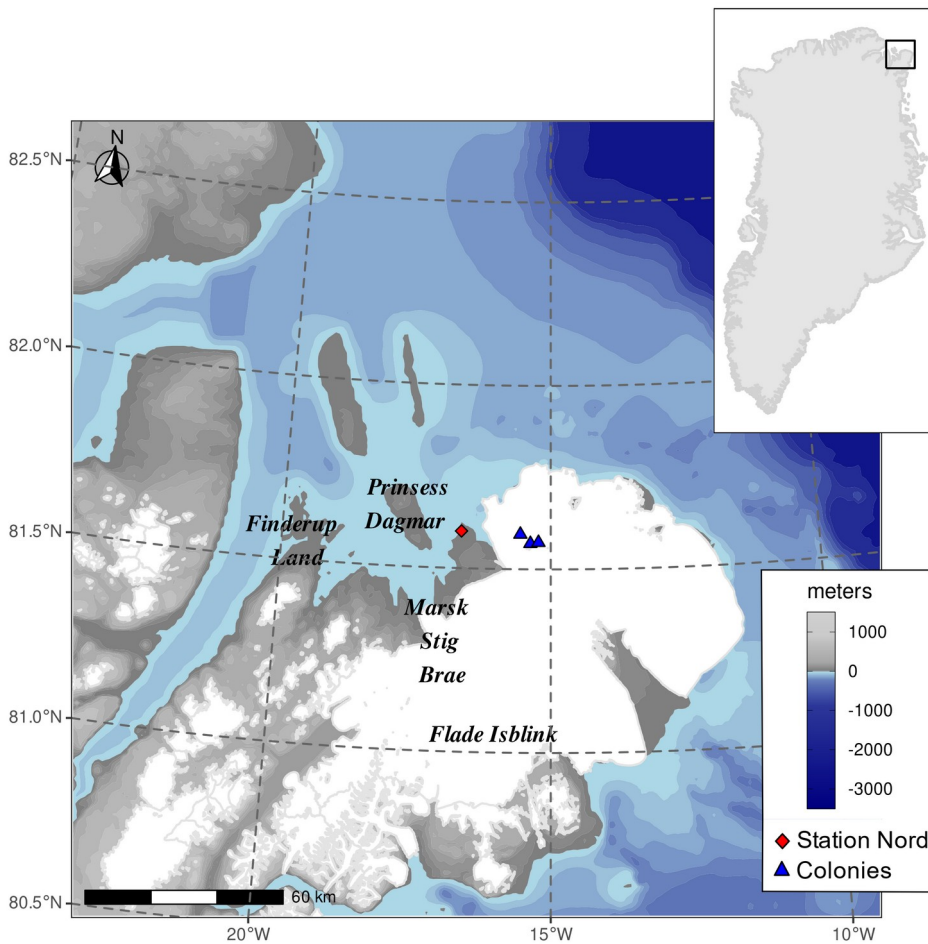 N
82.5°N
82.0°N
81.5°N
81.0°N
80.5°N
Prinsess
Dagmar
Finderup
Land
Marsk
Stig
Brae
Flade Isblink
60 km
20°W
15°W
10°W
meters
1000
0
-1000
-2000
-3000
Station Nord
Colonies